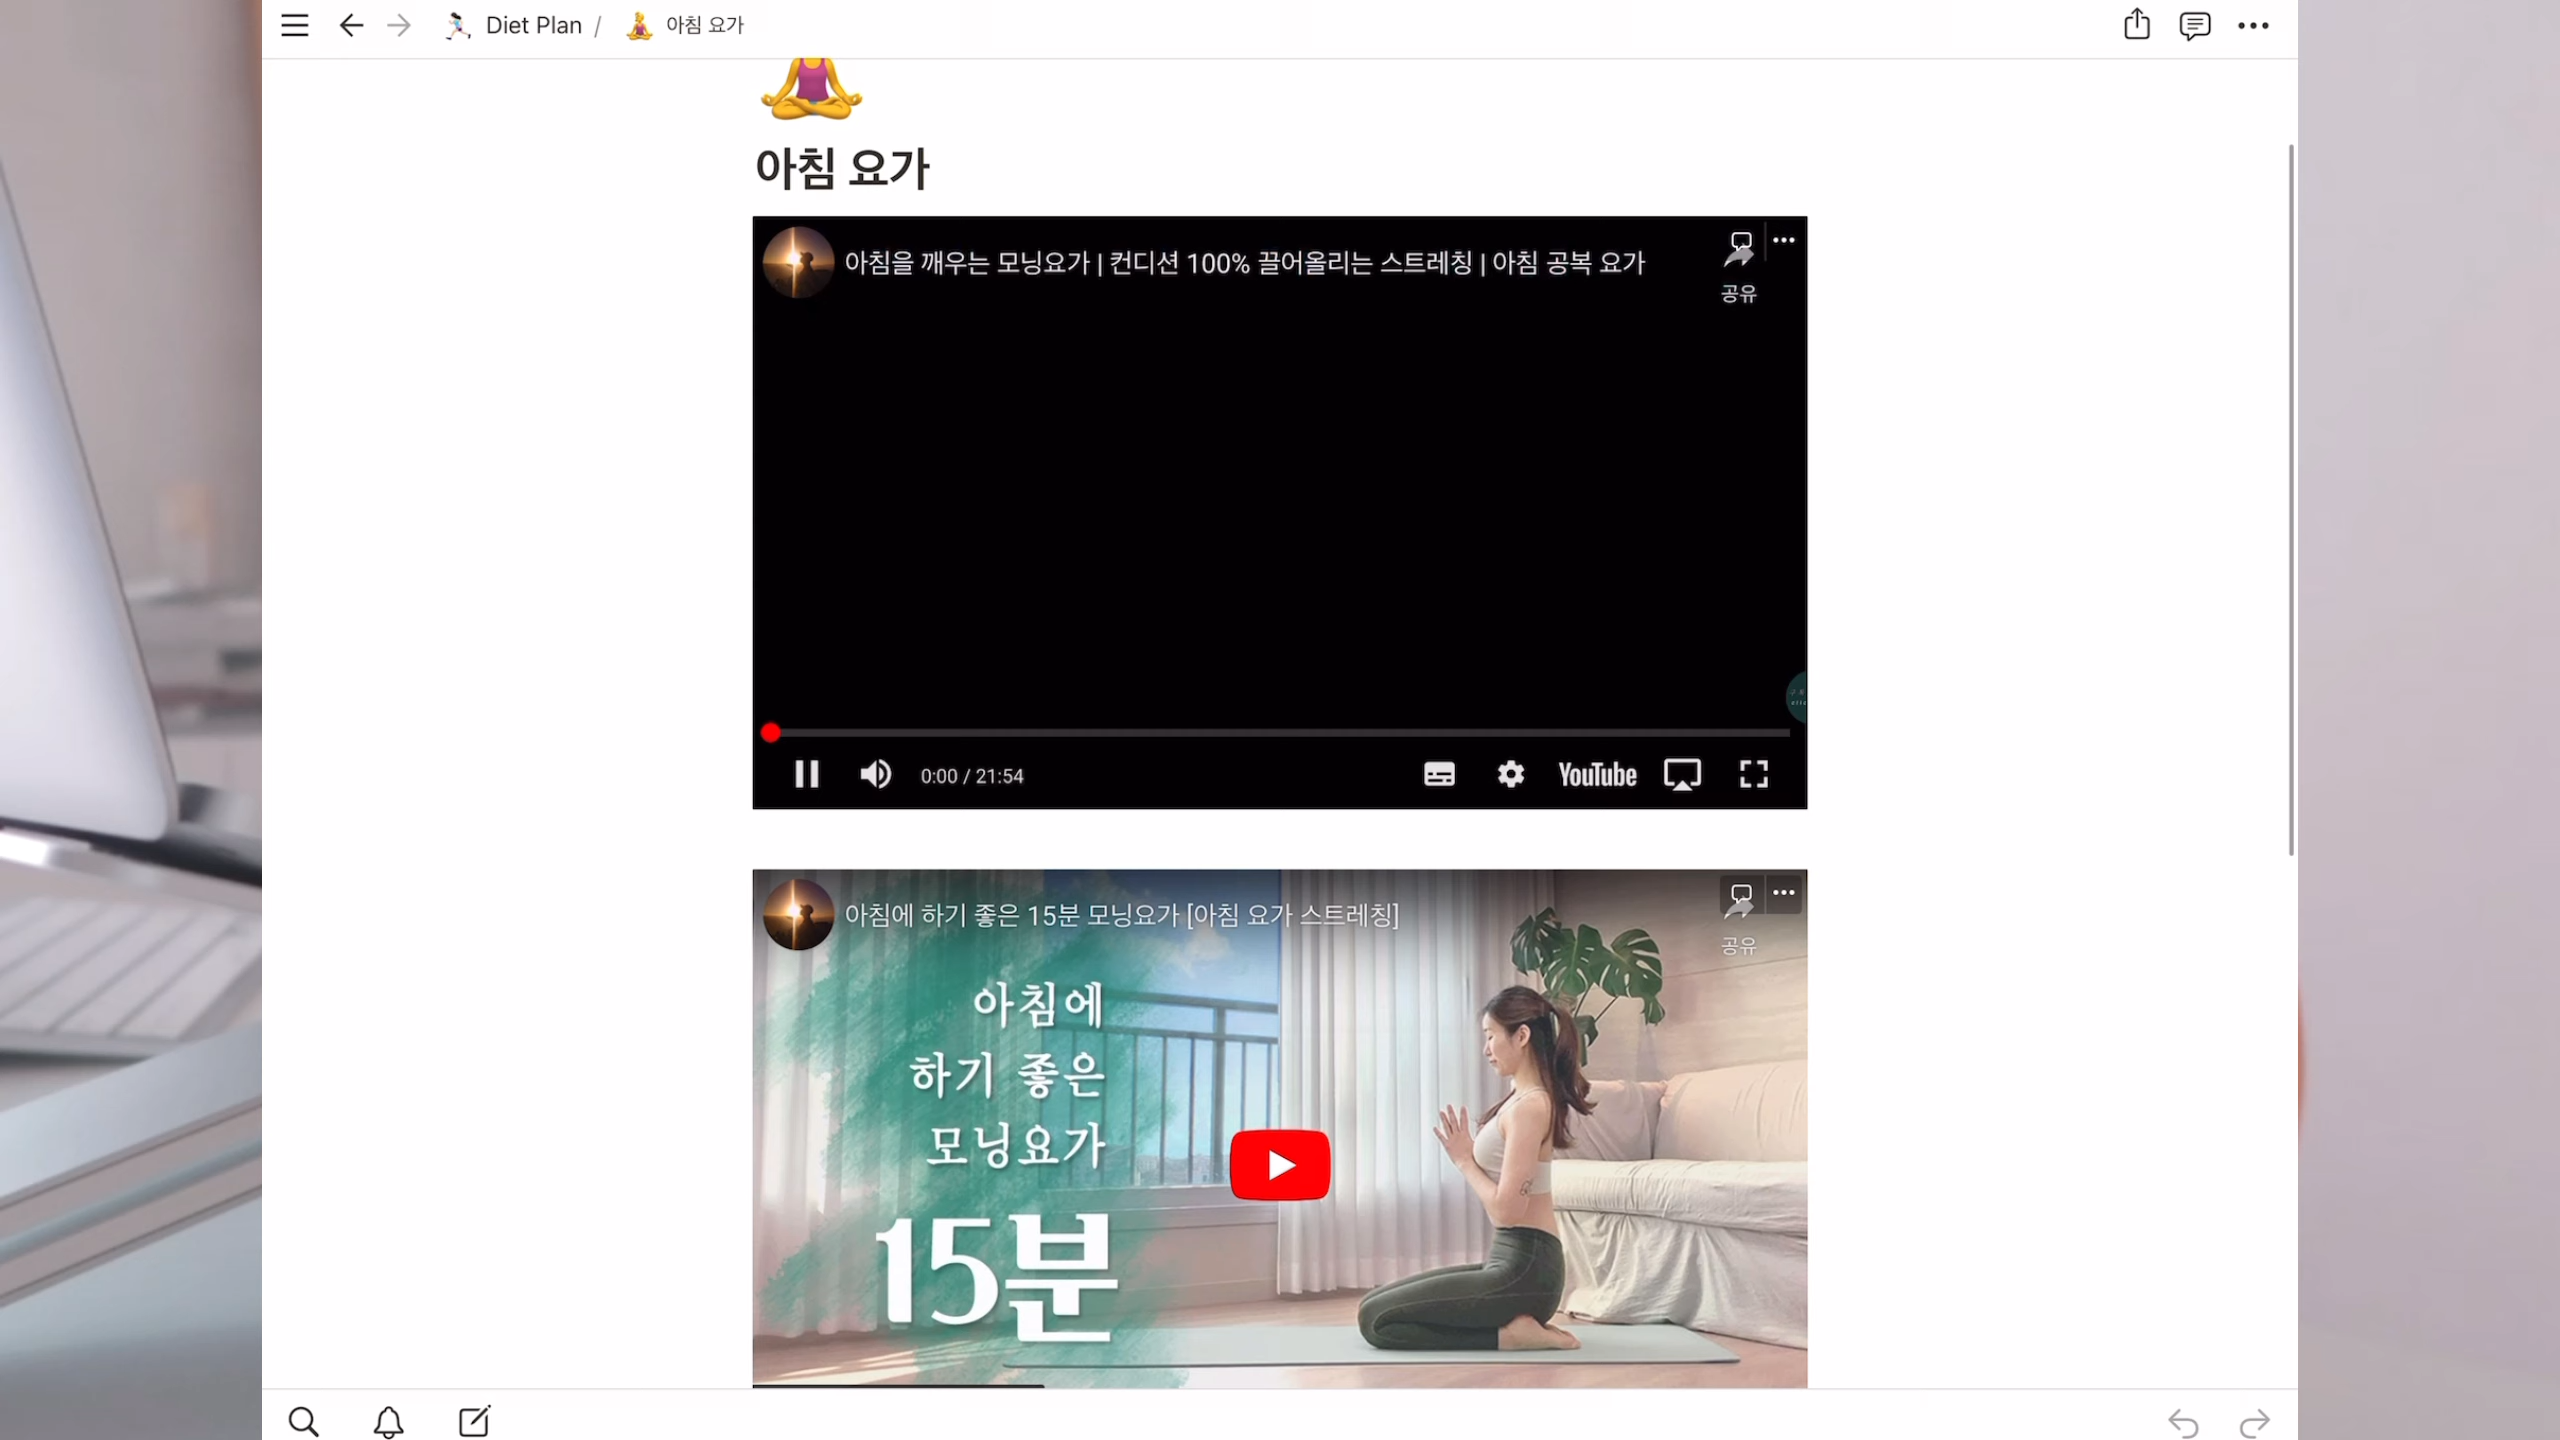 Diet Plan / 아침 요가
아침 요가
아침을 깨우는 모닝요가 | 컨디션 100% 끌어올리는 스트레칭 | 아침 공복 요가
공유
0:00 / 21:54
YouTube
아침에 하기 좋은 15분 모닝요가 [아침 요가 스트레칭]
공유
아침에
하기 좋은
모닝요가
15분